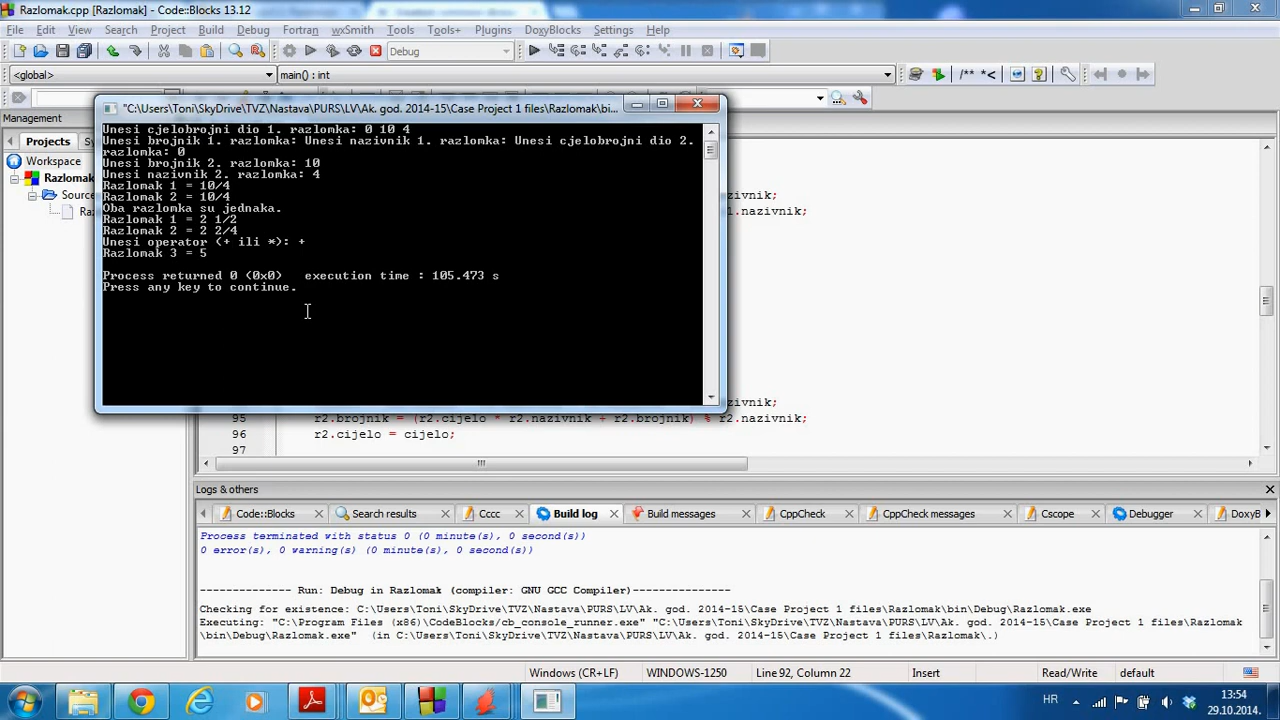 Razlomak.cpp [Razlomak] - Code::Blocks 13.12
File Edit View Search Project Build Debug Fortran wxSmith Tools Tools+ Plugins DoxyBlocks Settings Help
Debug
<global> main() : int
/** *<
Management
Projects
Workspace
Razlomak
Sourc
"C:\Users\Toni\SkyDrive\TVZ\Nastava\PURS\LV\Ak. god. 2014-15\Case Project 1 files\Razlomak\bi...
Unesi cjelobrojni dio 1. razlomka: 0 10 4
Unesi brojnik 1. razlomka: Unesi nazivnik 1. razlomka: Unesi cjelobrojni dio 2.
razlomka: 0
Unesi brojnik 2. razlomka: 10
Unesi nazivnik 2. razlomka: 4
Razlomak 1 = 10/4
Razlomak 2 = 10/4
Oba razlomka su jednaka.
Razlomak 1 = 2 1/2
Razlomak 2 = 2 2/4
Unesi operator (+ ili *): +
Razlomak 3 = 5
Process returned 0 (0x0)   execution time : 105.473 s
Press any key to continue.
zivnik;
.nazivnik;
zivnik;
95 r2.brojnik = (r2.cijelo * r2.nazivnik + r2.brojnik) % r2.nazivnik;
96 r2.cijelo = cijelo;
97
Logs & others
Code::Blocks Search results Cccc Build log Build messages CppCheck CppCheck messages Cscope Debugger DoxyB
Process terminated with status 0 (0 minute(s), 0 second(s))
0 error(s), 0 warning(s) (0 minute(s), 0 second(s))
-------------- Run: Debug in Razlomak (compiler: GNU GCC Compiler)---------------
Checking for existence: C:\Users\Toni\SkyDrive\TVZ\Nastava\PURS\LV\Ak. god. 2014-15\Case Project 1 files\Razlomak\bin\Debug\Razlomak.exe
Executing: "C:\Program Files (x86)\CodeBlocks/cb_console_runner.exe" "C:\Users\Toni\SkyDrive\TVZ\Nastava\PURS\LV\Ak. god. 2014-15\Case Project 1 files\Razlomak
\bin\Debug\Razlomak.exe"  (in C:\Users\Toni\SkyDrive\TVZ\Nastava\PURS\LV\Ak. god. 2014-15\Case Project 1 files\Razlomak\.)
Windows (CR+LF) WINDOWS-1250 Line 92, Column 22 Insert Read/Write default
HR 13:54
29.10.2014.